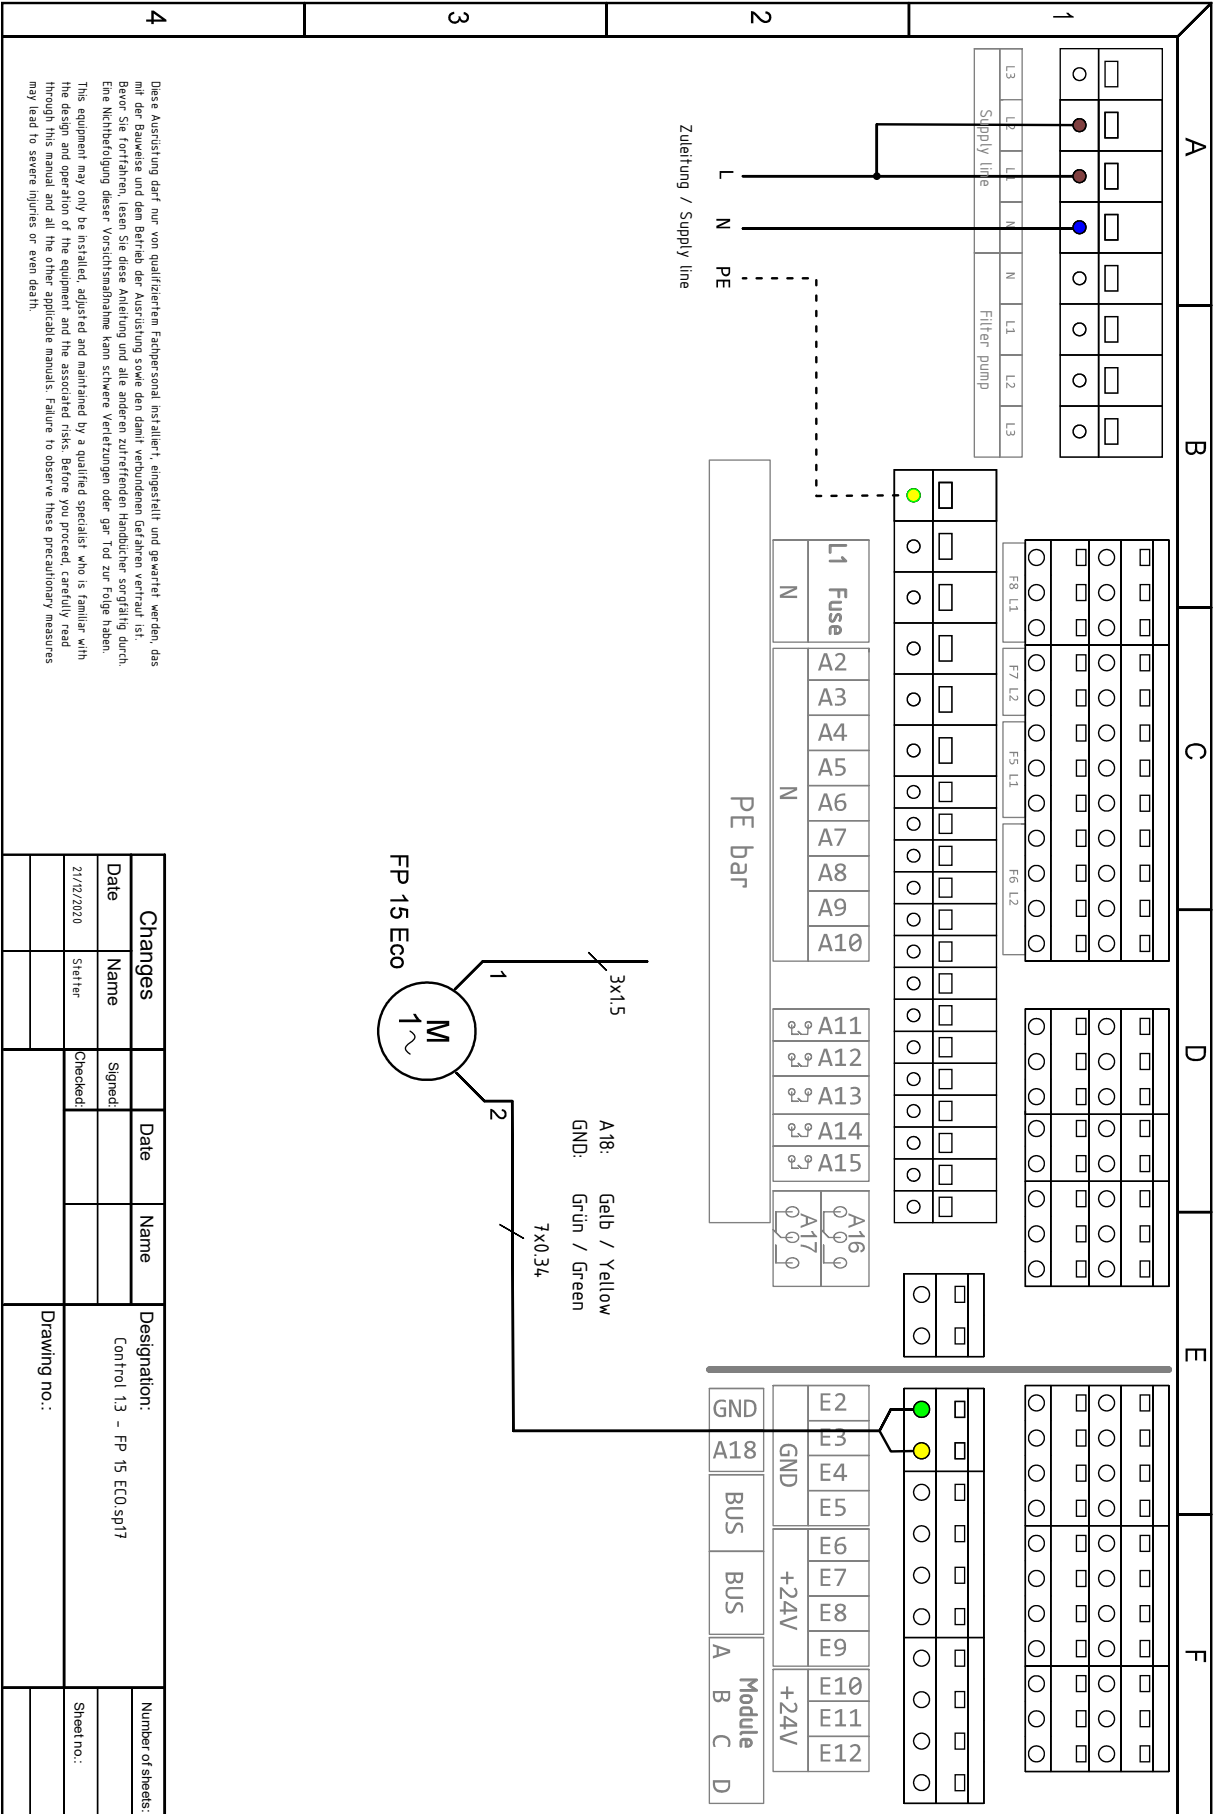 1
2
3
4
A
B
C
D
E
F
L3
L2
L1
N
N
L1
L2
L3
Supply line
Filter pump
L
N
PE
Zuleitung / Supply line
F8 L1
F7 L2
F5 L1
F6 L2
L1 Fuse
N
A2
A3
A4
A5
A6
A7
A8
A9
A10
N
A11
A12
A13
A14
A15
A16
A17
PE bar
E2
E3
E4
E5
E6
E7
E8
E9
E10
E11
E12
GND
+24V
+24V
GND
A18
BUS
BUS
Module
A B C D
3x1.5
1
FP 15 Eco
M
1~
2
A18: Gelb / Yellow
GND: Grün / Green
7x0.34
Diese Ausrüstung darf nur von qualifiziertem Fachpersonal installiert, eingestellt und gewartet werden, das
mit der Bauweise und dem Betrieb der Ausrüstung sowie den damit verbundenen Gefahren vertraut ist.
Bevor Sie fortfahren, lesen Sie diese Anleitung und alle anderen zutreffenden Handbücher sorgfältig durch.
Eine Nichtbefolgung dieser Vorsichtsmaßnahme kann schwere Verletzungen oder gar Tod zur Folge haben.
This equipment may only be installed, adjusted and maintained by a qualified specialist who is familiar with
the design and operation of the equipment and the associated risks. Before you proceed, carefully read
through this manual and all the other applicable manuals. Failure to observe these precautionary measures
may lead to severe injuries or even death.
Changes
Date Name
21/12/2020 Stetter
Date Name
Signed:
Checked:
Designation:
Control 1.3 - FP 15 ECO.sp17
Drawing no.:
Number of sheets:
Sheet no.: